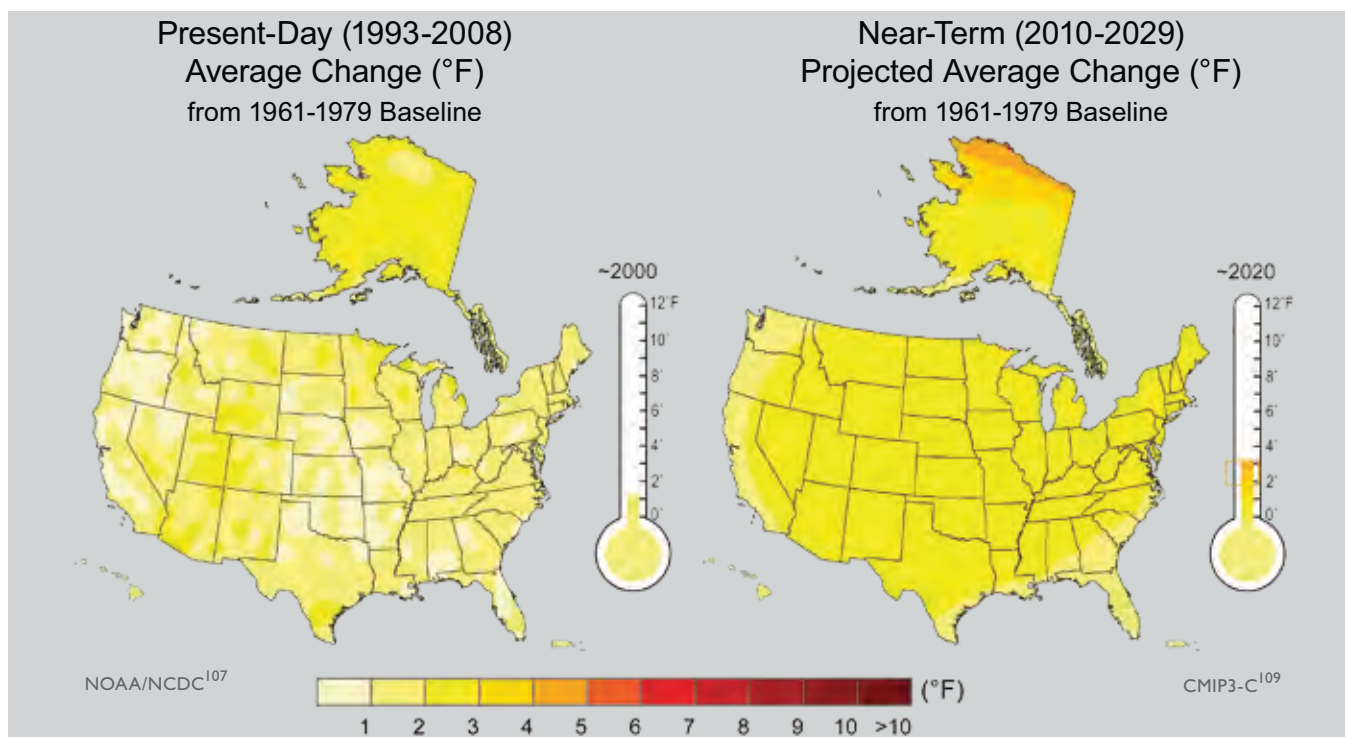 Present-Day (1993-2008)
Average Change (°F)
from 1961-1979 Baseline
Near-Term (2010-2029)
Projected Average Change (°F)
from 1961-1979 Baseline
~2000
12°F
10°
8°
6°
4°
2°
0°
~2020
12°F
10°
8°
6°
4°
2°
0°
NOAA/NCDC107
CMIP3-C109
(°F)
1 2 3 4 5 6 7 8 9 10 >10